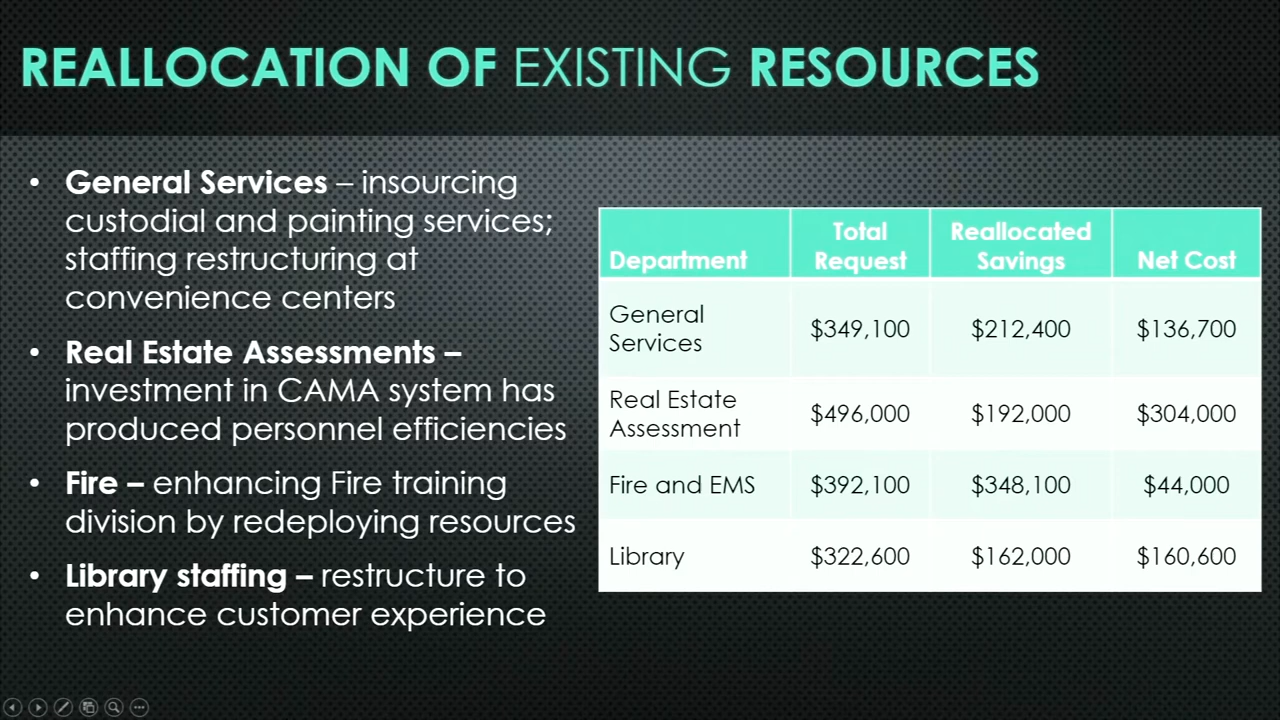 REALLOCATION OF EXISTING RESOURCES
• General Services – insourcing
custodial and painting services;
staffing restructuring at
convenience centers
• Real Estate Assessments –
investment in CAMA system has
produced personnel efficiencies
• Fire – enhancing Fire training
division by redeploying resources
• Library staffing – restructure to
enhance customer experience
Department Total Request Reallocated Savings Net Cost
General Services $349,100 $212,400 $136,700
Real Estate Assessment $496,000 $192,000 $304,000
Fire and EMS $392,100 $348,100 $44,000
Library $322,600 $162,000 $160,600